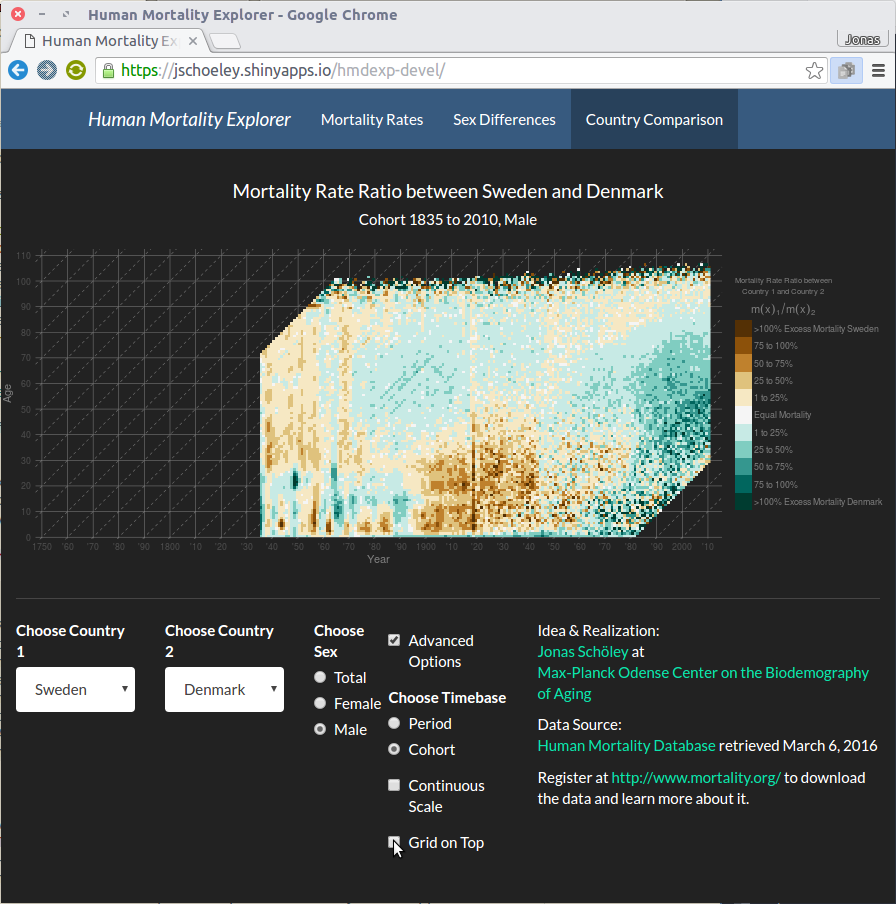 Human Mortality Explorer - Google Chrome
Human Mortality Ex
Jonas
https://jschoeley.shinyapps.io/hmdexp-devel/
Human Mortality Explorer
Mortality Rates
Sex Differences
Country Comparison
Mortality Rate Ratio between Sweden and Denmark
Cohort 1835 to 2010, Male
110
100
90
80
70
60
50
40
30
20
10
0
Age
1750 '60 '70 '80 '90 1800 '10 '20 '30 '40 '50 '60 '70 '80 '90 1900 '10 '20 '30 '40 '50 '60 '70 '80 '90 2000 '10
Year
Mortality Rate Ratio between
Country 1 and Country 2
m(x)₁/m(x)₂
>100% Excess Mortality Sweden
75 to 100%
50 to 75%
25 to 50%
1 to 25%
Equal Mortality
1 to 25%
25 to 50%
50 to 75%
75 to 100%
>100% Excess Mortality Denmark
Choose Country
1
Sweden
Choose Country
2
Denmark
Choose
Sex
Total
Female
Male
Advanced
Options
Choose Timebase
Period
Cohort
Continuous
Scale
Grid on Top
Idea & Realization:
Jonas Schöley at
Max-Planck Odense Center on the Biodemography
of Aging
Data Source:
Human Mortality Database retrieved March 6, 2016
Register at http://www.mortality.org/ to download
the data and learn more about it.